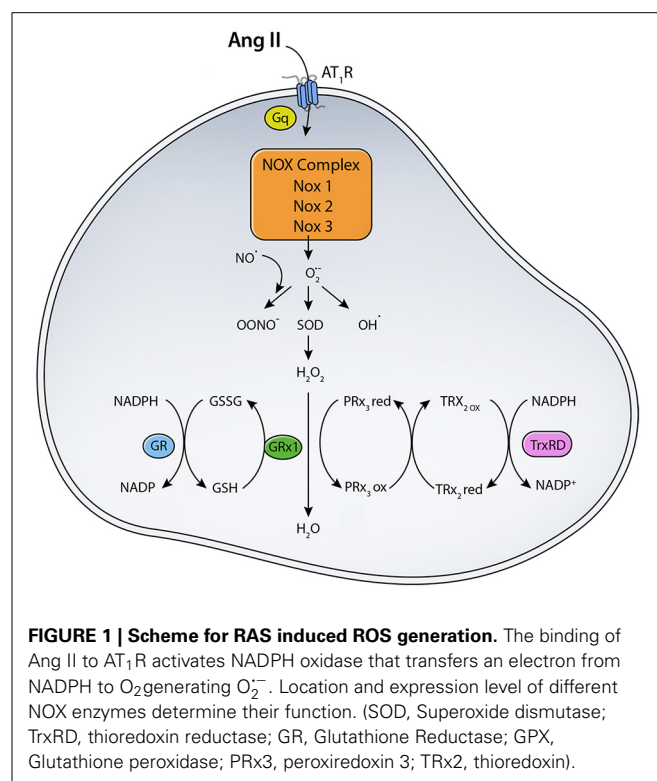 Ang II
AT₁R
Gq
NOX Complex
Nox 1
Nox 2
Nox 3
NO˙
O₂˙⁻
OONO⁻ SOD OH˙
H₂O₂
NADPH GSSG PRx₃ red TRX₂ ox NADPH
GR GRx1 TrxRD
NADP GSH PRx₃ ox TRx₂ red NADP⁺
H₂O
FIGURE 1 | Scheme for RAS induced ROS generation. The binding of
Ang II to AT₁R activates NADPH oxidase that transfers an electron from
NADPH to O₂generating O₂˙⁻. Location and expression level of different
NOX enzymes determine their function. (SOD, Superoxide dismutase;
TrxRD, thioredoxin reductase; GR, Glutathione Reductase; GPX,
Glutathione peroxidase; PRx3, peroxiredoxin 3; TRx2, thioredoxin).